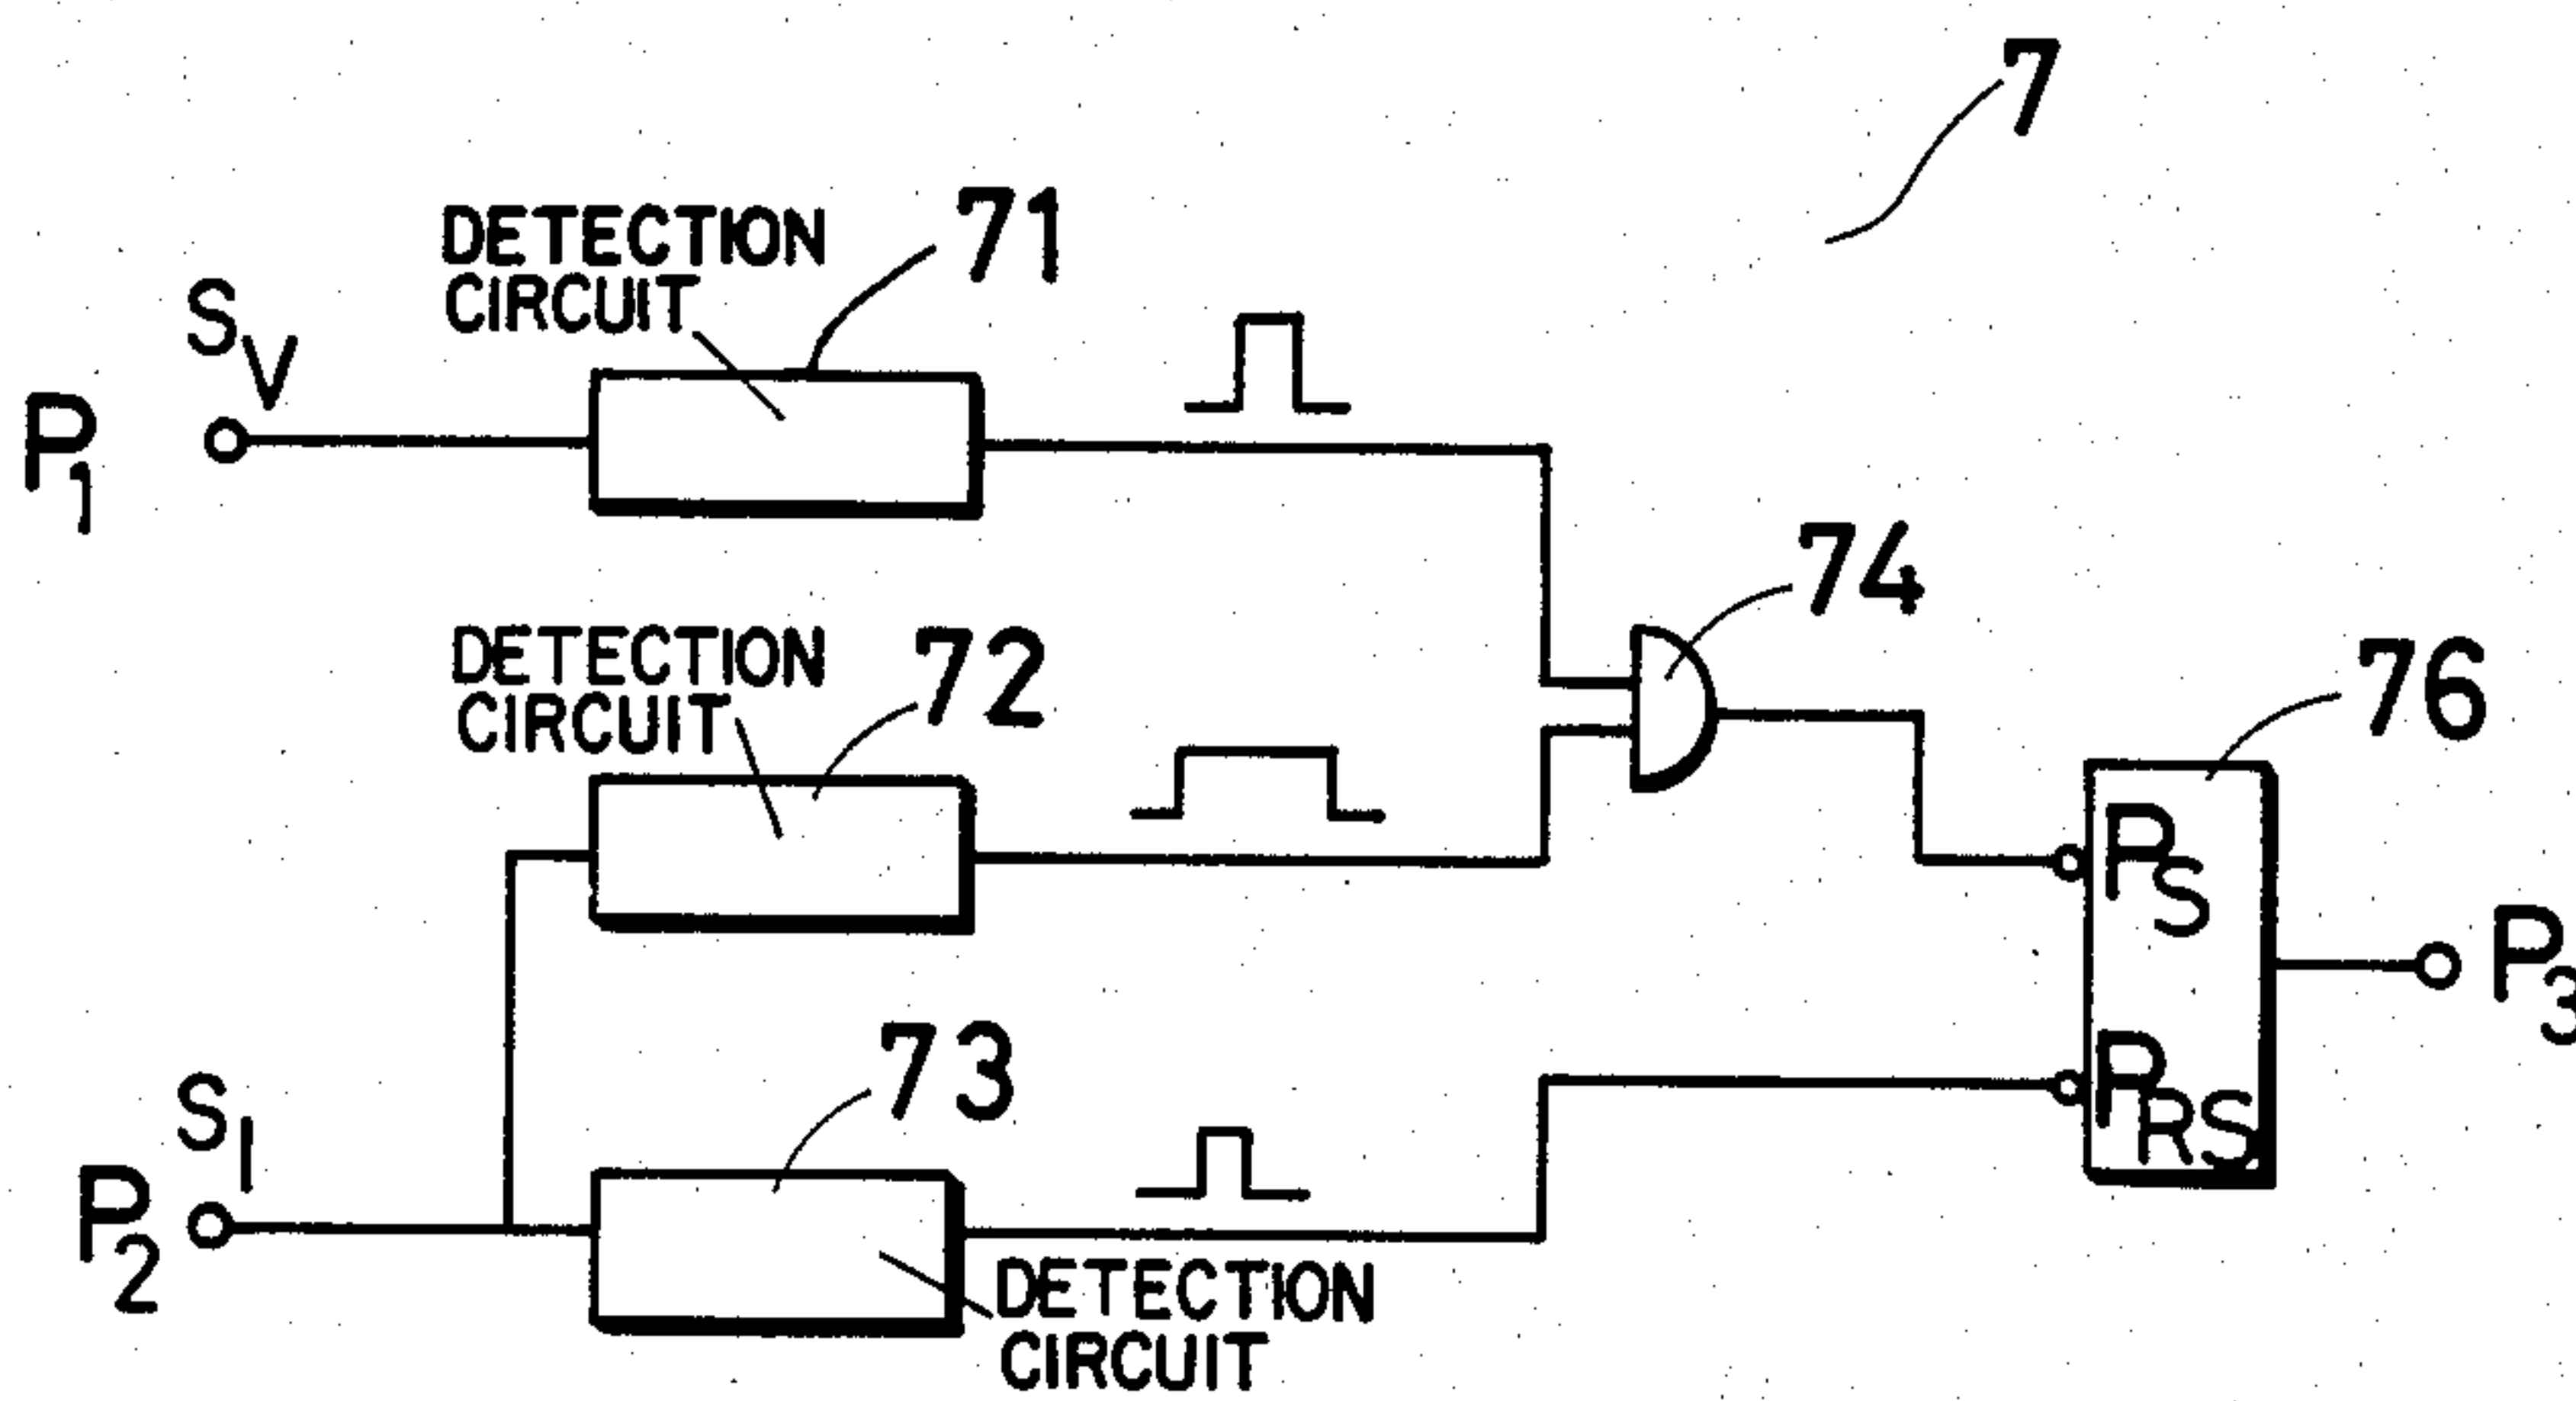 7
DETECTION
CIRCUIT
71
SV
P1
74
DETECTION
CIRCUIT
72
76
PS
P3
73
PRS
SI
P2
DETECTION
CIRCUIT